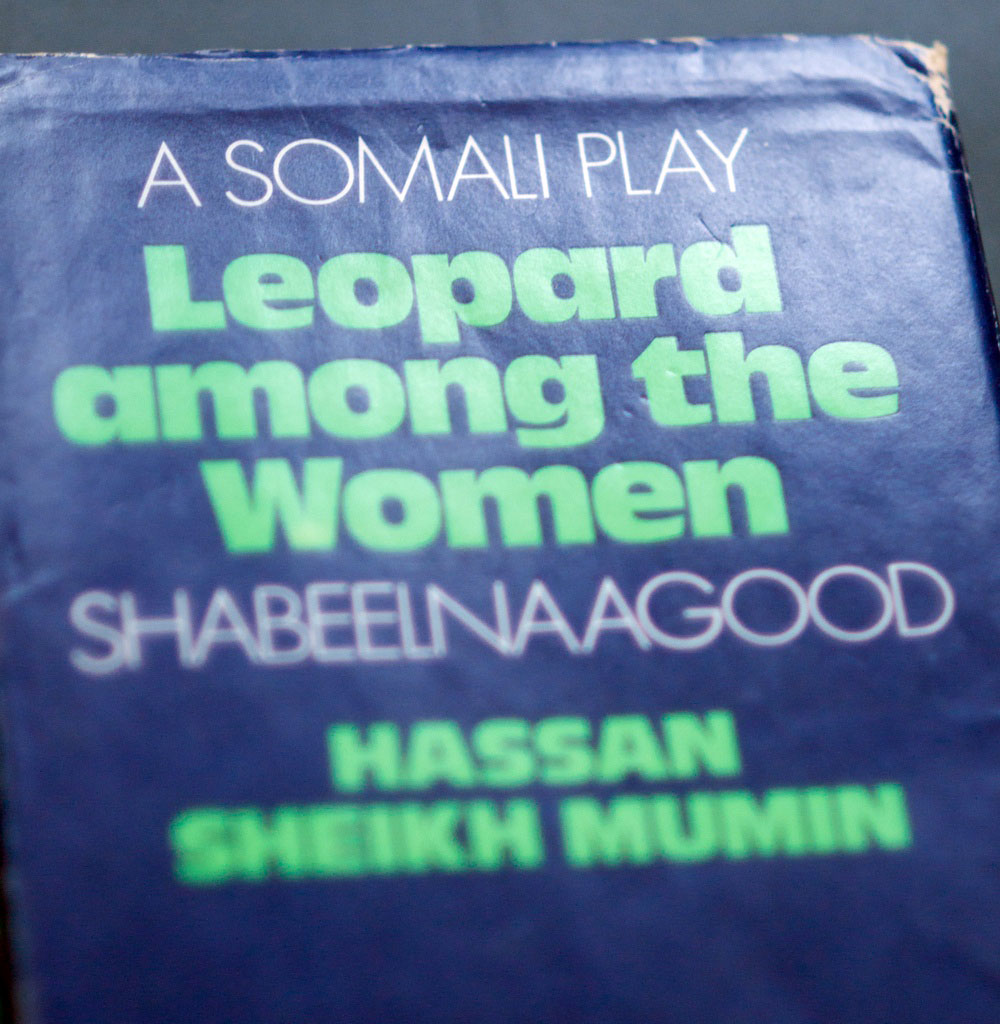 A SOMALI PLAY
Leopard
among the
Women
SHABEELNAAGOOD
HASSAN
SHEIKH MUMIN